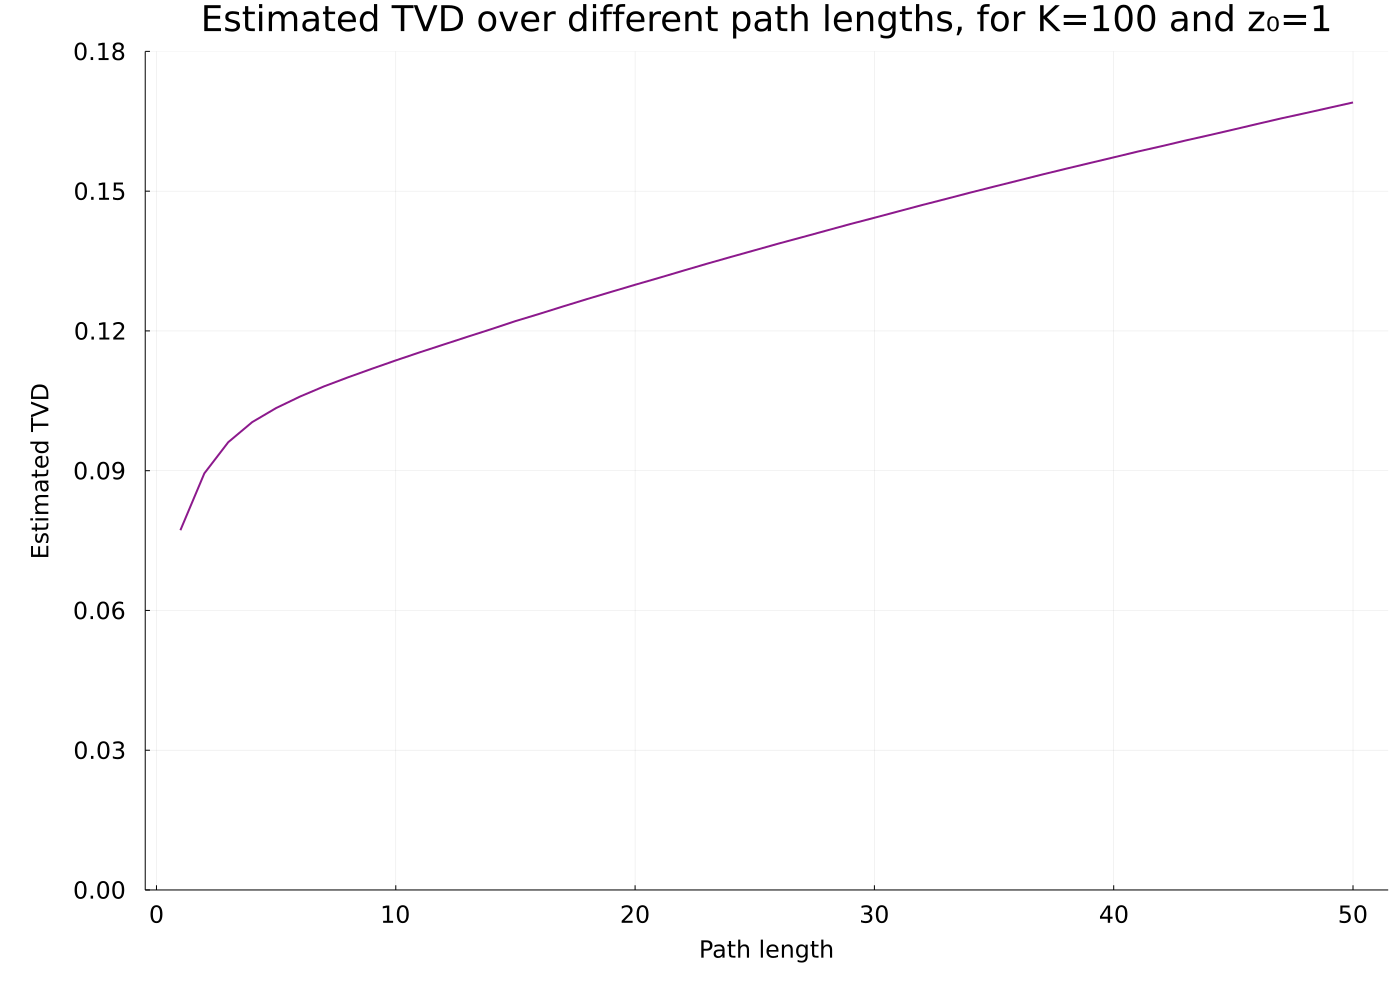 Estimated TVD over different path lengths, for K=100 and z₀=1
0.18
0.15
0.12
0.09
0.06
0.03
0.00
Estimated TVD
0 10 20 30 40 50
Path length